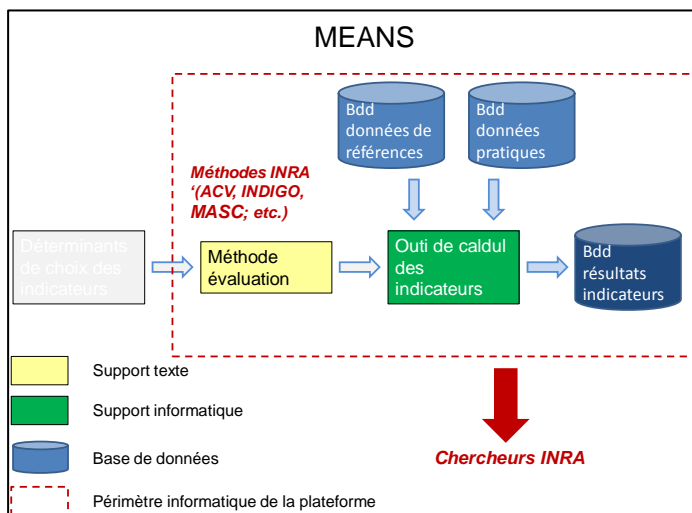 MEANS
Bdd
données de
références
Bdd
données
pratiques
Méthodes INRA
‘(ACV, INDIGO,
MASC; etc.)
Déterminants
de choix des
indicateurs
Méthode
évaluation
Outi de caldul
des
indicateurs
Bdd
résultats
indicateurs
Support texte
Support informatique
Base de données
Périmètre informatique de la plateforme
Chercheurs INRA